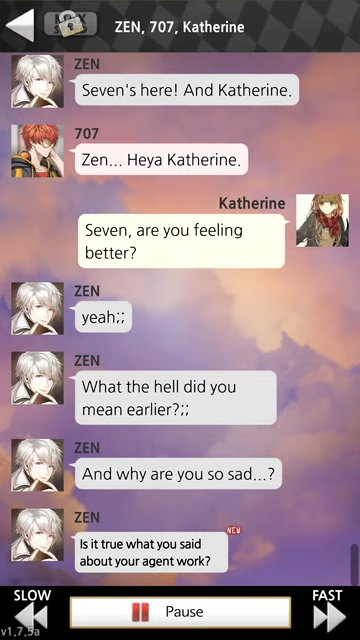 ZEN, 707, Katherine
ZEN
Seven's here! And Katherine.
707
Zen... Heya Katherine.
Katherine
Seven, are you feeling
better?
ZEN
yeah;;
ZEN
What the hell did you
mean earlier?;;
ZEN
And why are you so sad...?
ZEN
NEW
Is it true what you said
about your agent work?
SLOW
FAST
Pause
v1,7,5a